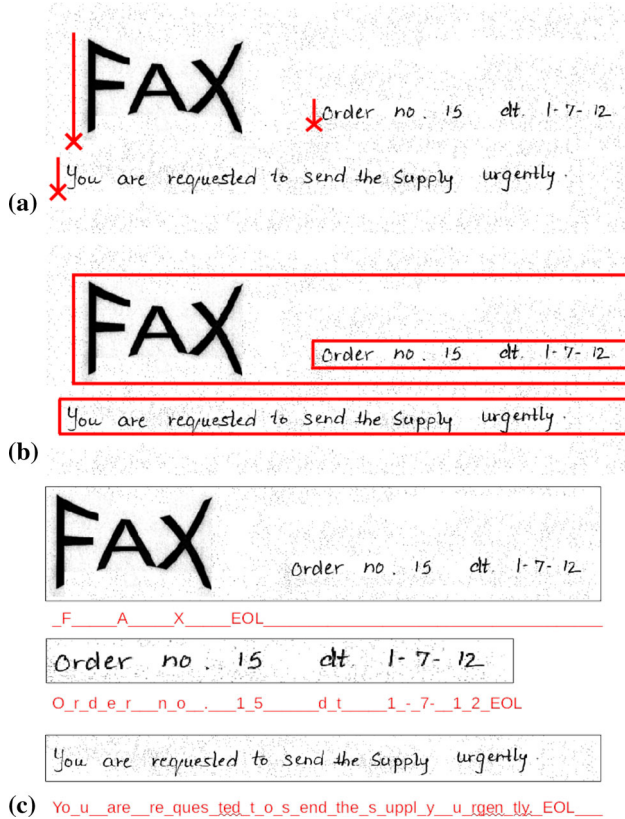 FAX
Order no. 15 dt. 1-7-12
You are requested to send the Supply urgently.
(a)
FAX
Order no. 15 dt. 1-7-12
You are requested to send the Supply urgently.
(b)
FAX
Order no. 15 dt. 1-7-12
_F_____A_____X_____EOL___________________________________
Order no. 15 dt 1-7-12
O_r_d_e_r__n_o__.___1_5______d_t_____1_-_7-__1_2_EOL
You are requested to send the Supply urgently.
(c) Yo_u__are__re_ques_ted_t_o_s_end_the_s_uppl_y__u_rgen_tly._EOL___